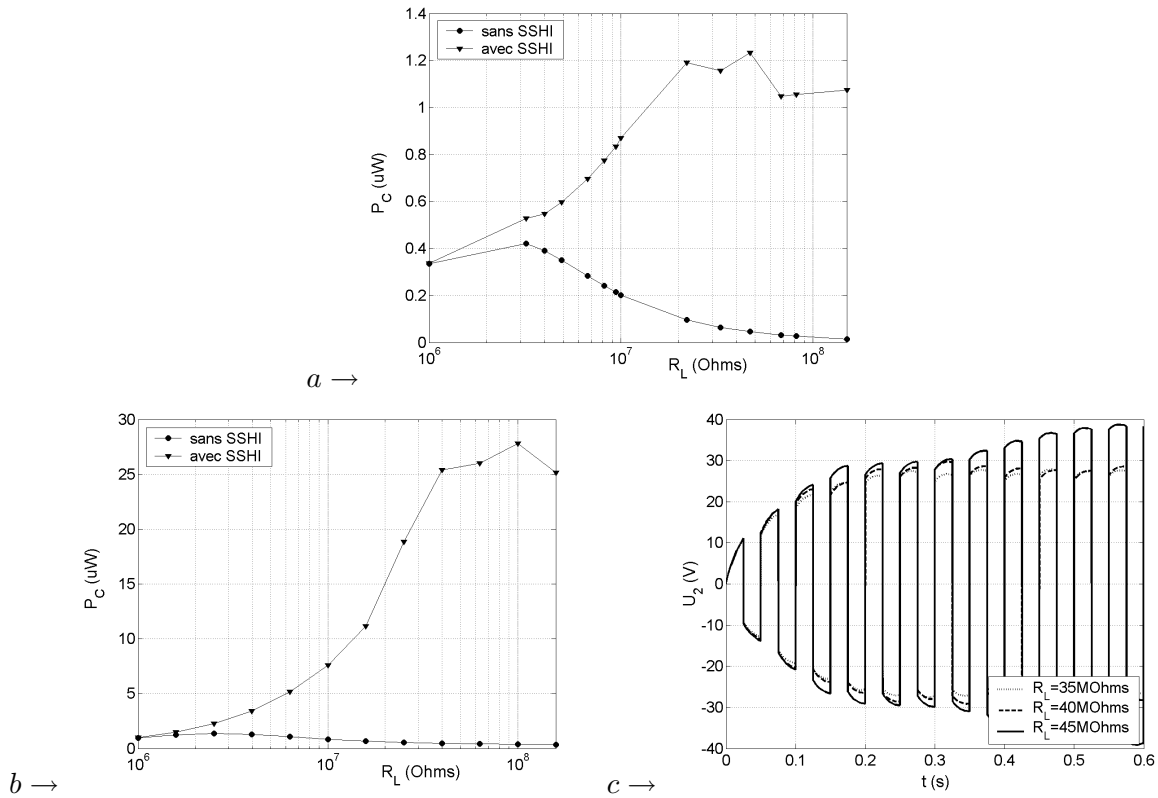 1.4
sans SSHI
avec SSHI
1.2
1
0.8
0.6
0.4
0.2
0
P_C (uW)
10^6
10^7
10^8
R_L (Ohms)
a →
30
sans SSHI
avec SSHI
25
20
15
10
5
0
P_C (uW)
10^6
10^7
10^8
R_L (Ohms)
b →
40
30
20
10
0
-10
-20
-30
-40
U_2 (V)
R_L=35MOhms
R_L=40MOhms
R_L=45MOhms
0
0.1
0.2
0.3
0.4
0.5
0.6
t (s)
c →